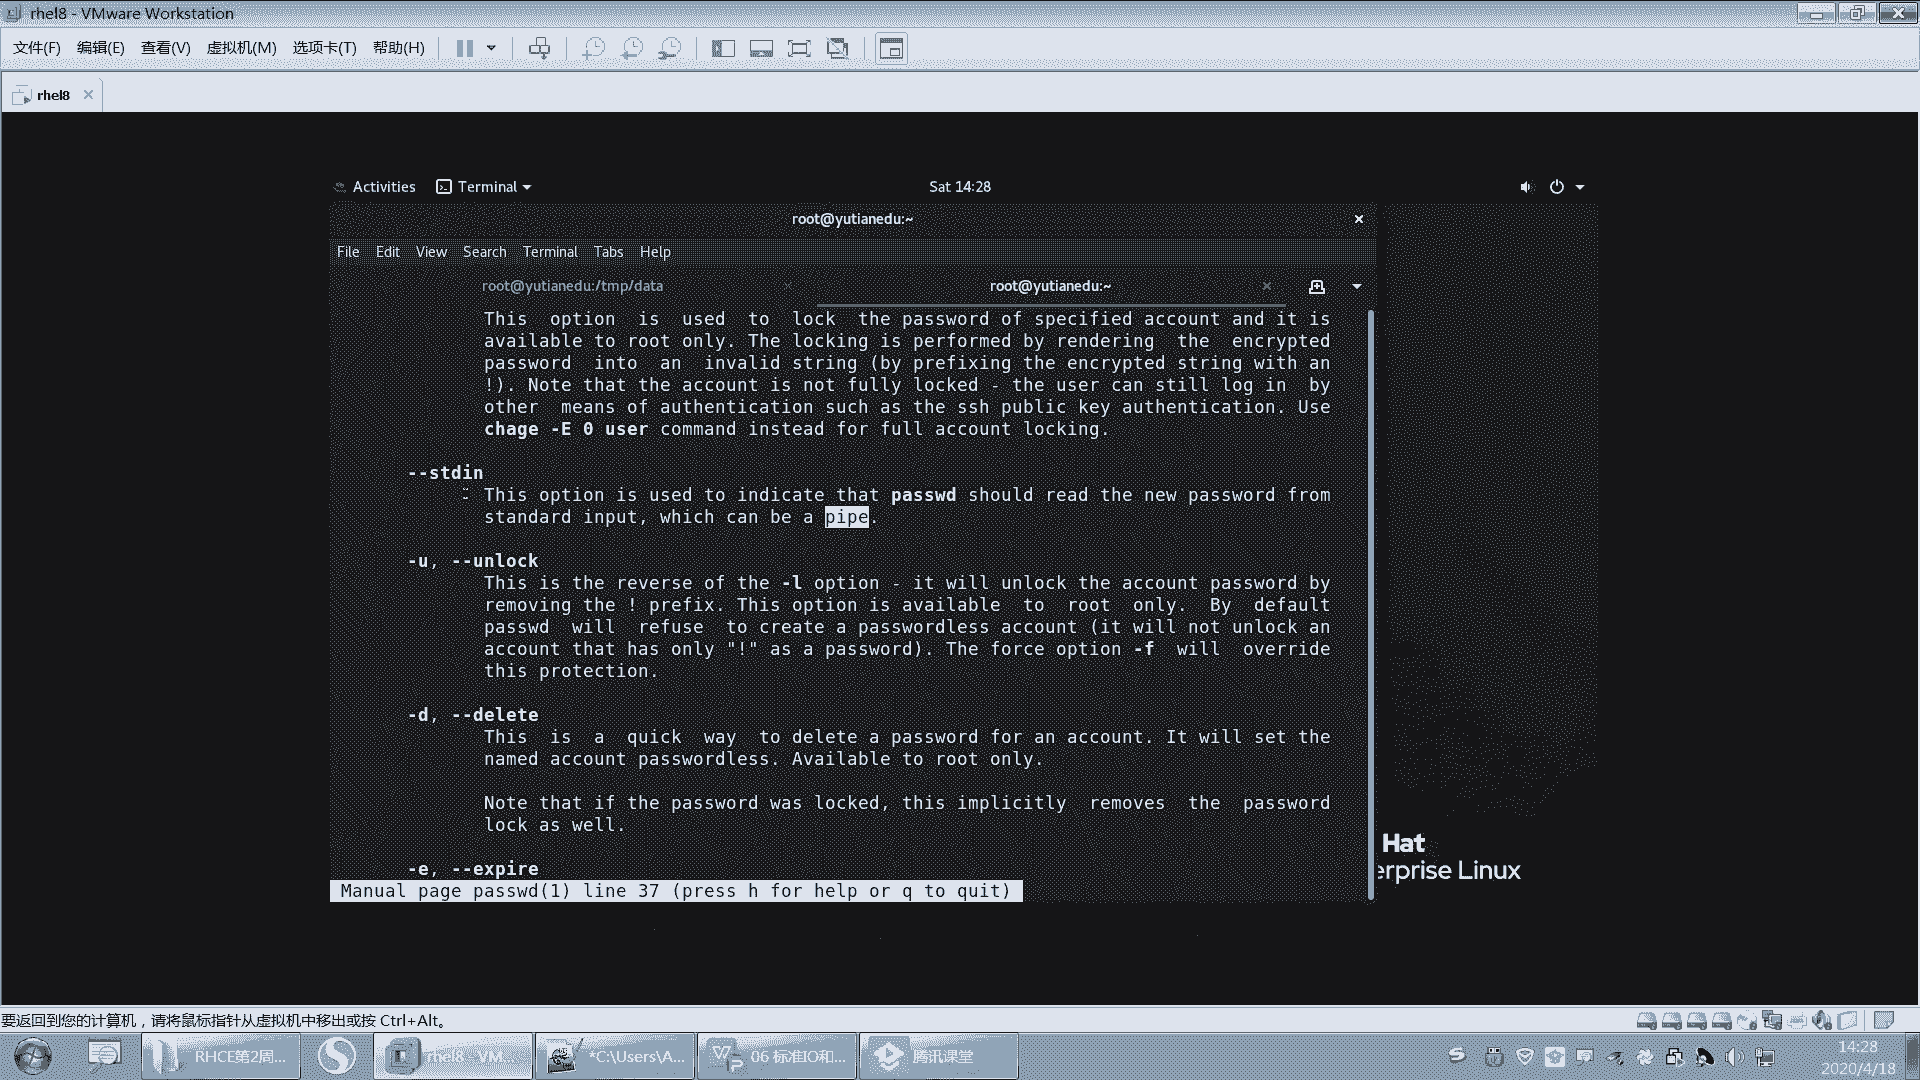 rhel8 - VMware Workstation
文件(F) 编辑(E) 查看(V) 虚拟机(M) 选项卡(T) 帮助(H)
rhel8
Activities Terminal Sat 14:28
root@yutianedu:~
File Edit View Search Terminal Tabs Help
root@yutianedu:/tmp/data root@yutianedu:~
This option is used to lock the password of specified account and it is
available to root only. The locking is performed by rendering the encrypted
password into an invalid string (by prefixing the encrypted string with an
!). Note that the account is not fully locked - the user can still log in by
other means of authentication such as the ssh public key authentication. Use
chage -E 0 user command instead for full account locking.
--stdin
This option is used to indicate that passwd should read the new password from
standard input, which can be a pipe.
-u, --unlock
This is the reverse of the -l option - it will unlock the account password by
removing the ! prefix. This option is available to root only. By default
passwd will refuse to create a passwordless account (it will not unlock an
account that has only "!" as a password). The force option -f will override
this protection.
-d, --delete
This is a quick way to delete a password for an account. It will set the
named account passwordless. Available to root only.
Note that if the password was locked, this implicitly removes the password
lock as well.
-e, --expire
Manual page passwd(1) line 37 (press h for help or q to quit)
Hat
erprise Linux
要返回到您的计算机，请将鼠标指针从虚拟机中移出或按 Ctrl+Alt。
RHCE第2周... rhel8 - VM... *C:\Users\A... 06 标准IO和... 腾讯课堂
14:28
2020/4/18